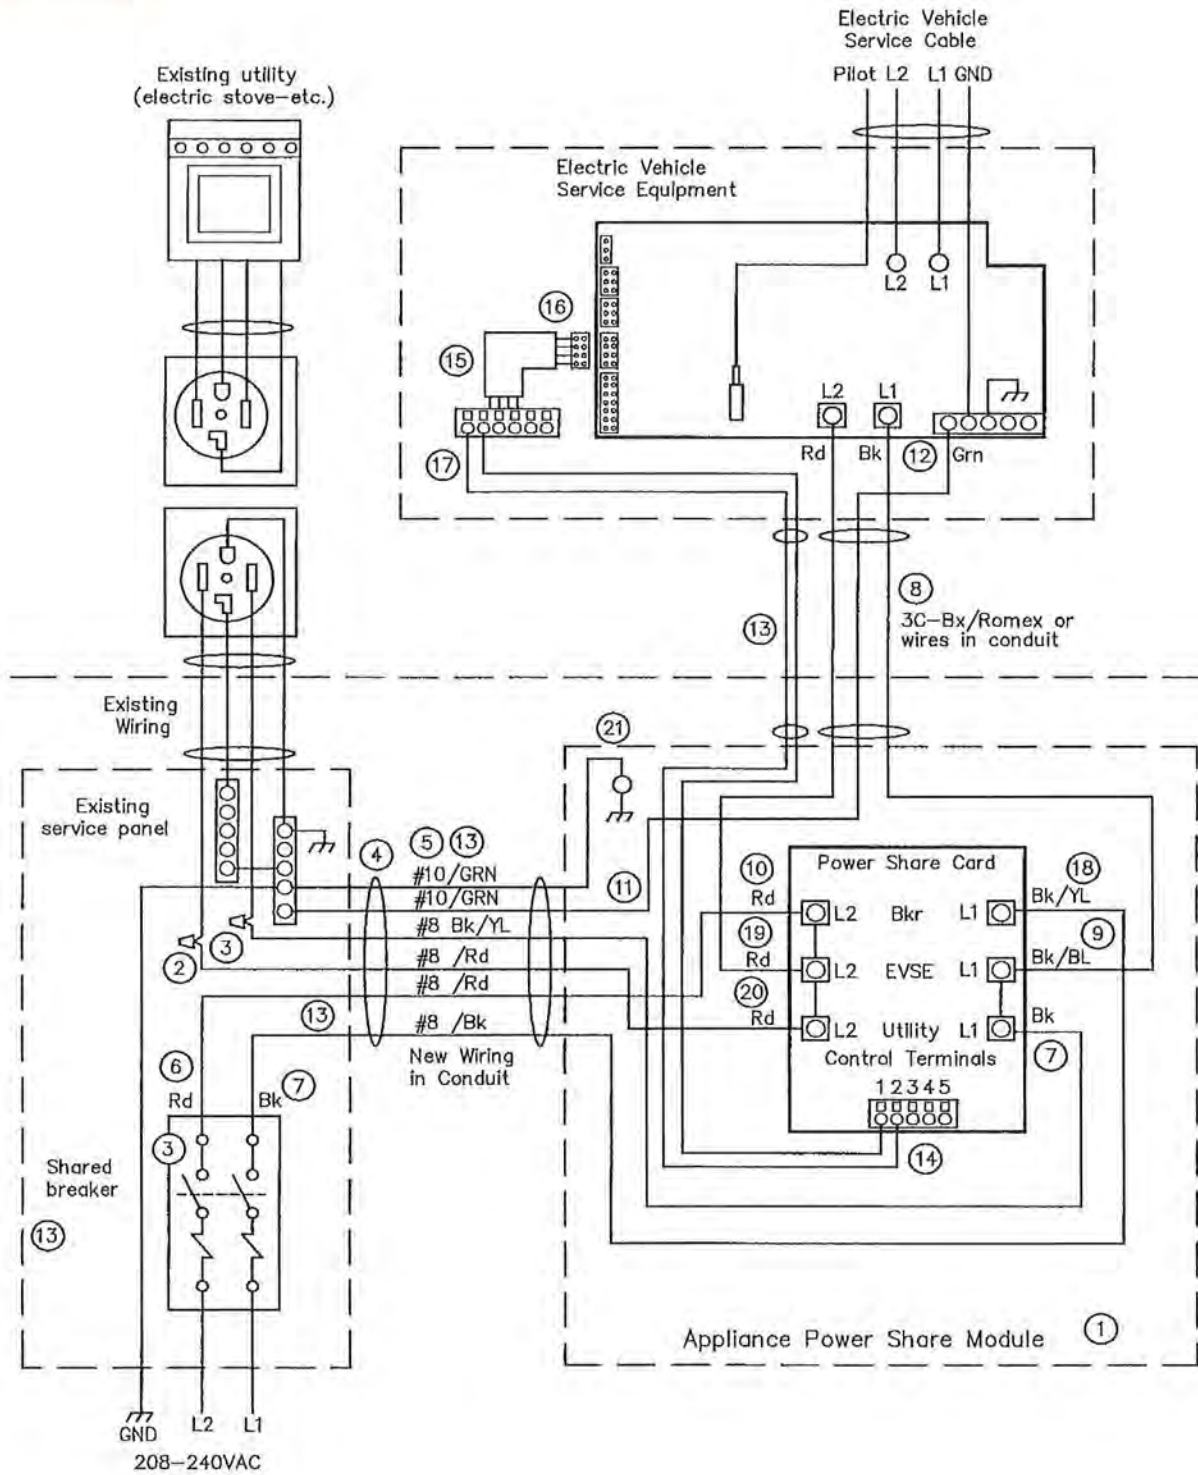 Electric Vehicle
Service Cable
Pilot L2 L1 GND
Existing utility
(electric stove-etc.)
Electric Vehicle
Service Equipment
L2 L1
16
15
L2 L1
17
Rd Bk 12 Grn
8
3C-Bx/Romex or
wires in conduit
13
Existing
Wiring
21
Existing
service panel
4
5 13
#10/GRN
#10/GRN
#8 Bk/YL
#8 /Rd
#8 /Rd
#8 /Bk
New Wiring
in Conduit
11
2
3
13
Power Share Card
10
Rd
L2 Bkr L1
18
Bk/YL
19
Rd
L2 EVSE L1
9
Bk/BL
20
Rd
L2 Utility L1
Bk
7
Control Terminals
1 2 3 4 5
14
6
Rd
7
Bk
3
Shared
breaker
13
Appliance Power Share Module 1
GND
L2 L1
208-240VAC